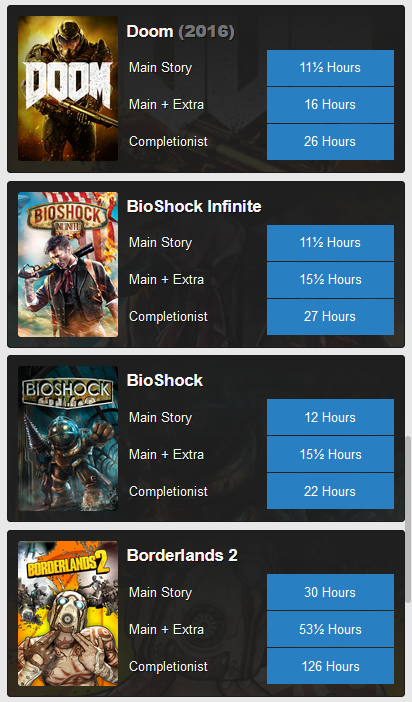 DOOM
Doom (2016)
Main Story 11½ Hours
Main + Extra 16 Hours
Completionist 26 Hours
BIOSHOCK
INFINITE
BioShock Infinite
Main Story 11½ Hours
Main + Extra 15½ Hours
Completionist 27 Hours
BIOSHOCK
BioShock
Main Story 12 Hours
Main + Extra 15½ Hours
Completionist 22 Hours
BORDERLANDS 2
Borderlands 2
Main Story 30 Hours
Main + Extra 53½ Hours
Completionist 126 Hours